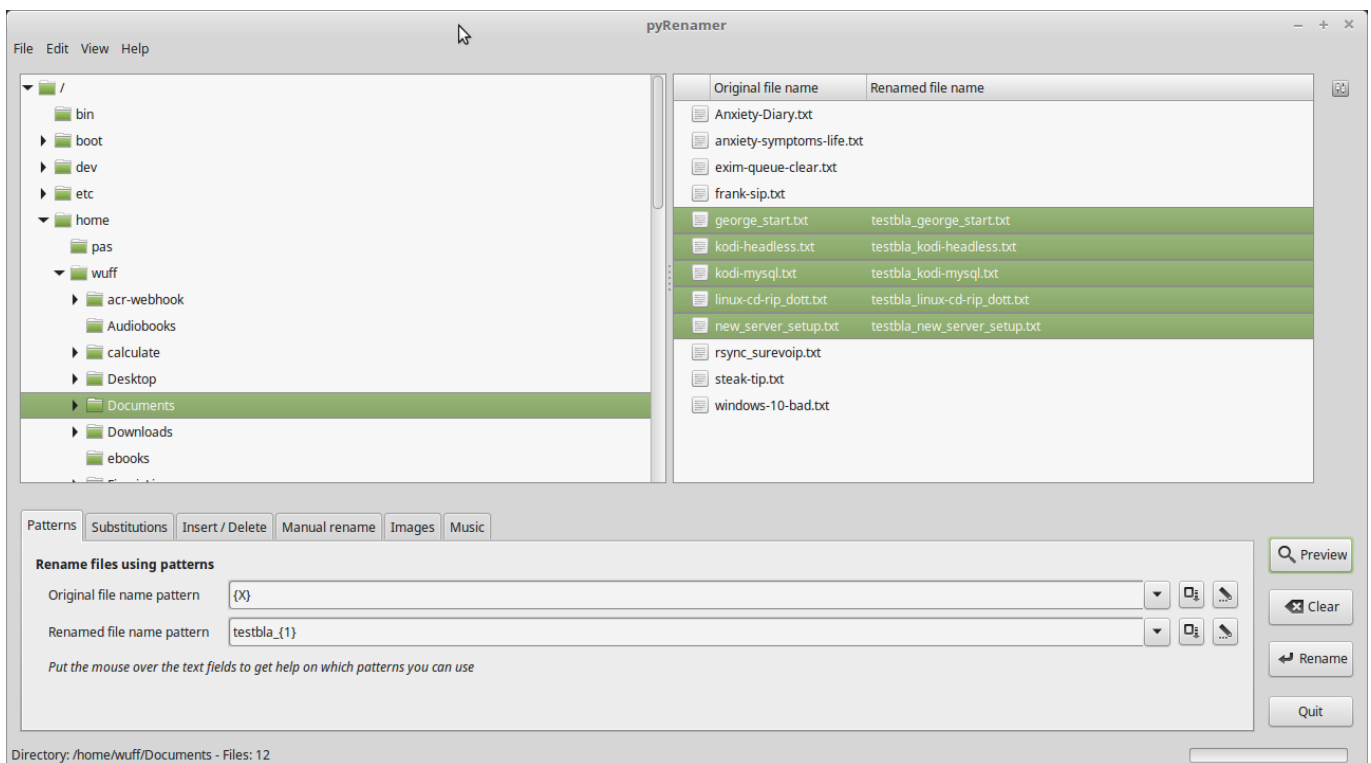 pyRenamer
File Edit View Help
/
bin
boot
dev
etc
home
pas
wuff
acr-webhook
Audiobooks
calculate
Desktop
Documents
Downloads
ebooks
Original file name Renamed file name
Anxiety-Diary.txt
anxiety-symptoms-life.txt
exim-queue-clear.txt
frank-sip.txt
george_start.txt testbla_george_start.txt
kodi-headless.txt testbla_kodi-headless.txt
kodi-mysql.txt testbla_kodi-mysql.txt
linux-cd-rip_dott.txt testbla_linux-cd-rip_dott.txt
new_server_setup.txt testbla_new_server_setup.txt
rsync_surevoip.txt
steak-tip.txt
windows-10-bad.txt
Patterns Substitutions Insert / Delete Manual rename Images Music
Rename files using patterns
Original file name pattern {X}
Renamed file name pattern testbla_{1}
Put the mouse over the text fields to get help on which patterns you can use
Preview
Clear
Rename
Quit
Directory: /home/wuff/Documents - Files: 12